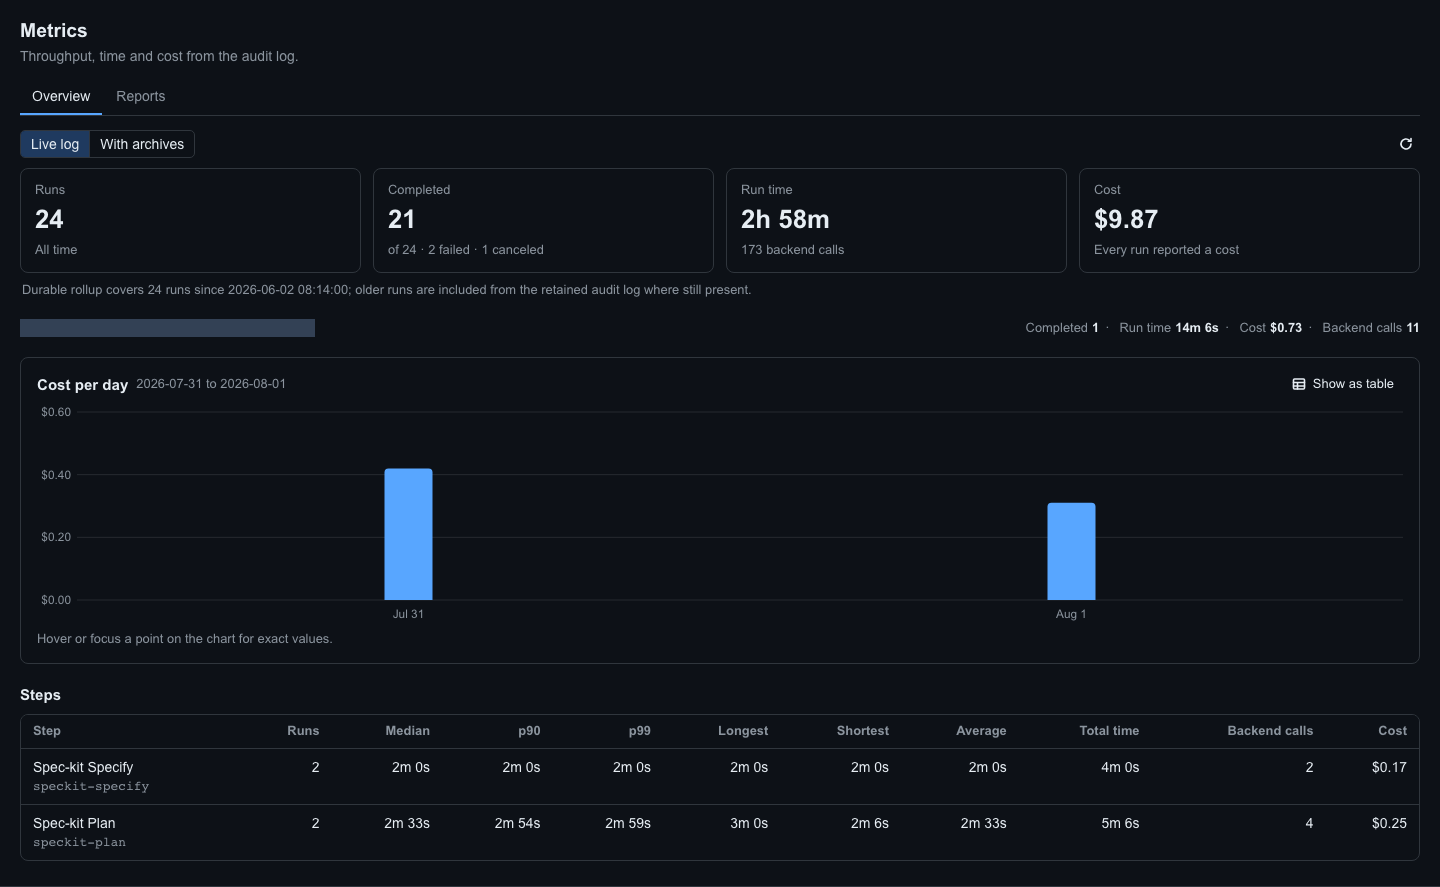 Metrics
Throughput, time and cost from the audit log.
Overview Reports
Live log With archives
Runs
24
All time
Completed
21
of 24 · 2 failed · 1 canceled
Run time
2h 58m
173 backend calls
Cost
$9.87
Every run reported a cost
Durable rollup covers 24 runs since 2026-06-02 08:14:00; older runs are included from the retained audit log where still present.
Completed 1 · Run time 14m 6s · Cost $0.73 · Backend calls 11
Cost per day 2026-07-31 to 2026-08-01
Show as table
$0.60
$0.40
$0.20
$0.00
Jul 31 Aug 1
Hover or focus a point on the chart for exact values.
Steps
Step Runs Median p90 p99 Longest Shortest Average Total time Backend calls Cost
Spec-kit Specify 2 2m 0s 2m 0s 2m 0s 2m 0s 2m 0s 2m 0s 4m 0s 2 $0.17
speckit-specify
Spec-kit Plan 2 2m 33s 2m 54s 2m 59s 3m 0s 2m 6s 2m 33s 5m 6s 4 $0.25
speckit-plan